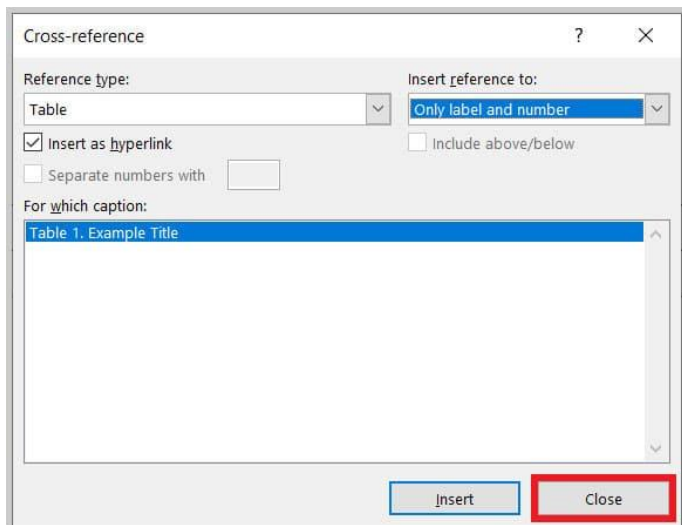 Cross-reference ? X
Reference type: Insert reference to:
Table Only label and number
Insert as hyperlink Include above/below
Separate numbers with
For which caption:
Table 1. Example Title
Insert Close